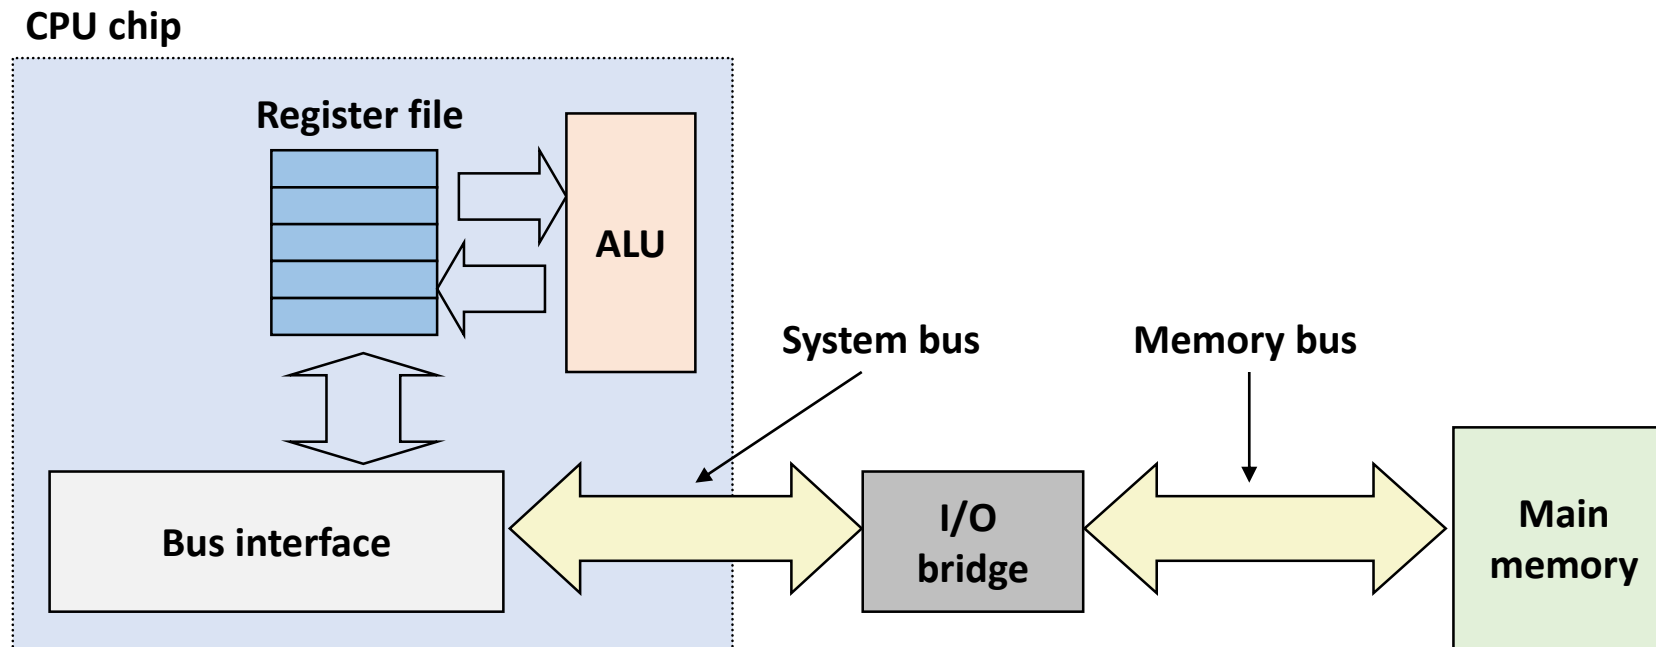 CPU chip
Register file
ALU
System bus
Memory bus
Bus interface
I/O
bridge
Main
memory